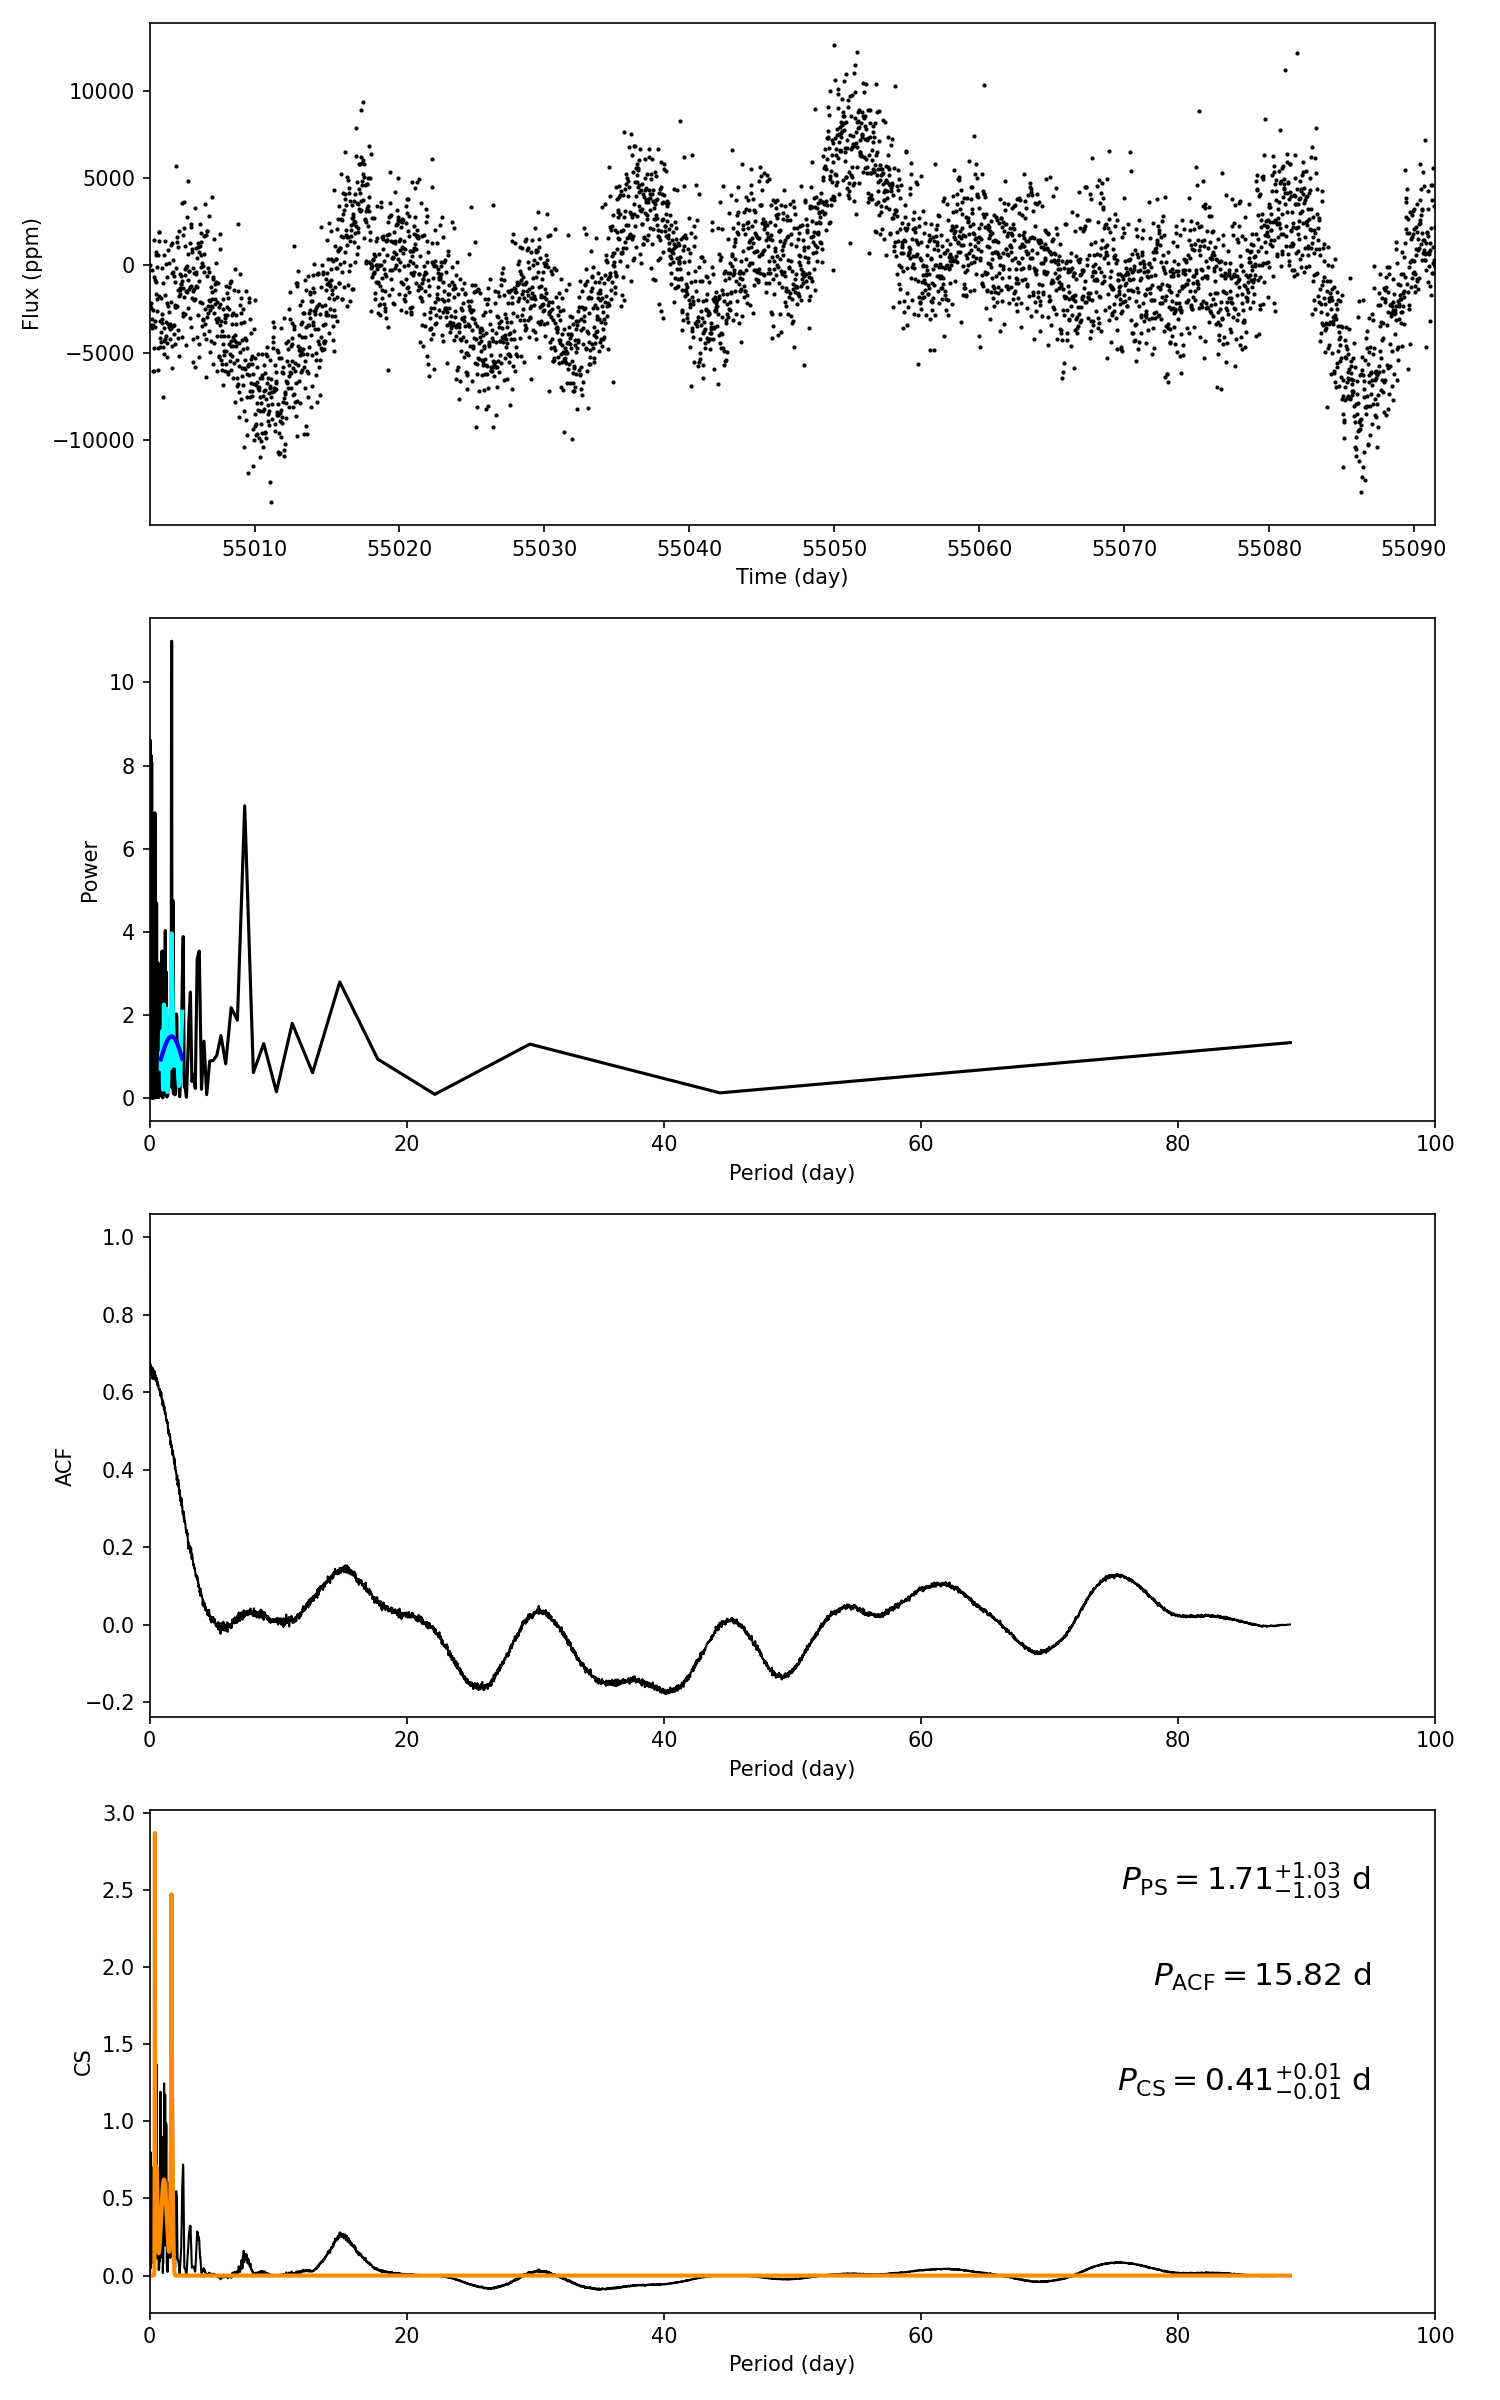 10000
5000
0
−5000
−10000
Flux (ppm)
55010 55020 55030 55040 55050 55060 55070 55080 55090
Time (day)
10
8
6
4
2
0
Power
0 20 40 60 80 100
Period (day)
1.0
0.8
0.6
0.4
0.2
0.0
−0.2
ACF
0 20 40 60 80 100
Period (day)
3.0
2.5
2.0
1.5
1.0
0.5
0.0
CS
P_PS = 1.71 +1.03 −1.03 d
P_ACF = 15.82 d
P_CS = 0.41 +0.01 −0.01 d
0 20 40 60 80 100
Period (day)